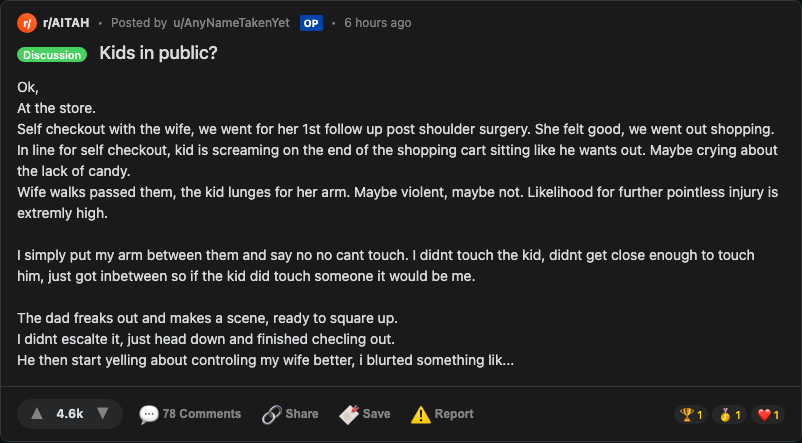 r/ r/AITAH • Posted by u/AnyNameTakenYet OP • 6 hours ago
Discussion Kids in public?
Ok,
At the store.
Self checkout with the wife, we went for her 1st follow up post shoulder surgery. She felt good, we went out shopping.
In line for self checkout, kid is screaming on the end of the shopping cart sitting like he wants out. Maybe crying about
the lack of candy.
Wife walks passed them, the kid lunges for her arm. Maybe violent, maybe not. Likelihood for further pointless injury is
extremly high.
I simply put my arm between them and say no no cant touch. I didnt touch the kid, didnt get close enough to touch
him, just got inbetween so if the kid did touch someone it would be me.
The dad freaks out and makes a scene, ready to square up.
I didnt escalte it, just head down and finished checling out.
He then start yelling about controling my wife better, i blurted something lik...
4.6k 78 Comments Share Save Report 1 1 1